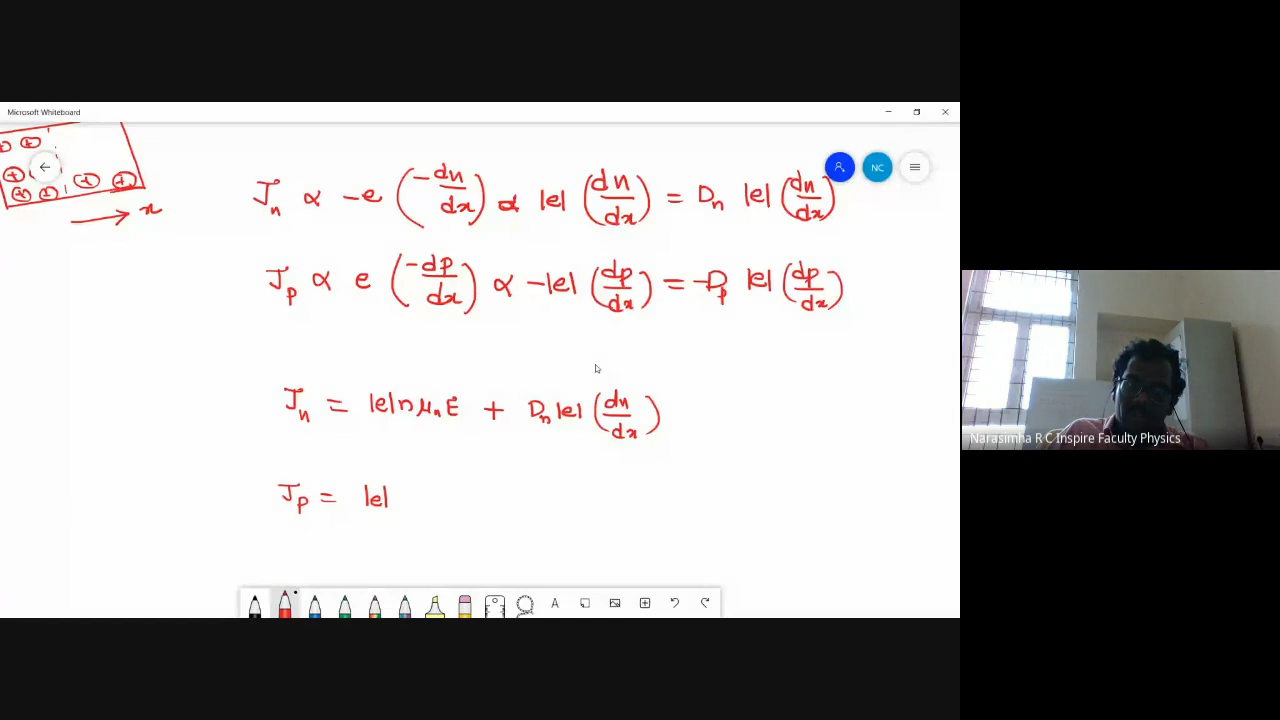 Microsoft Whiteboard
x
NC
Jₙ ∝ -e (-dn/dx) ∝ |e| (dn/dx) = Dₙ |e| (dn/dx)
Jₚ ∝ e (-dp/dx) ∝ -|e| (dp/dx) = -Dₚ |e| (dp/dx)
Jₙ = |e| n μₙ E + Dₙ |e| (dn/dx)
Jₚ = |e|
Narasimha R C Inspire Faculty Physics
A